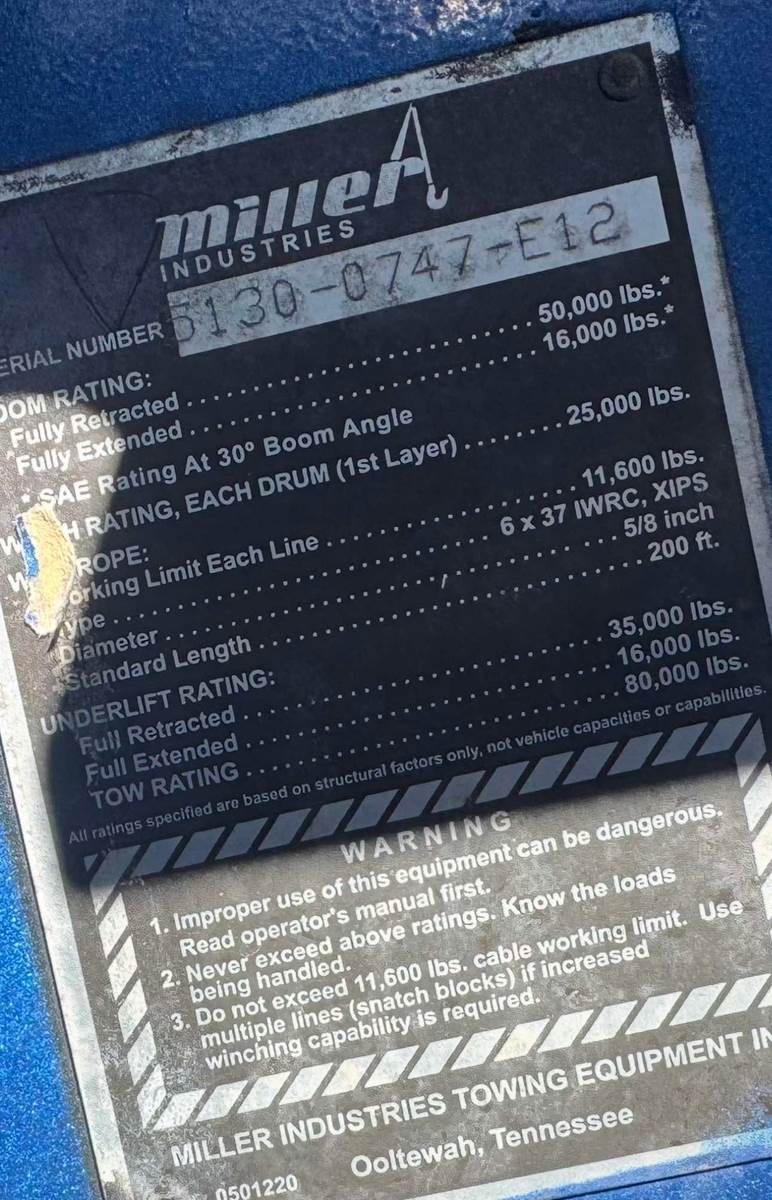 miller
INDUSTRIES
ERIAL NUMBER 5130-0747-E12
OOM RATING:
Fully Retracted ........................ 50,000 lbs.*
Fully Extended ........................ 16,000 lbs.*
* SAE Rating At 30º Boom Angle
H RATING, EACH DRUM (1st Layer) ........ 25,000 lbs.
ROPE:
orking Limit Each Line .................. 11,600 lbs.
ype ........................ 6 x 37 IWRC, XIPS
Diameter ........................ 5/8 inch
Standard Length ........................ 200 ft.
UNDERLIFT RATING:
Full Retracted ........................ 35,000 lbs.
Full Extended ........................ 16,000 lbs.
TOW RATING ........................ 80,000 lbs.
All ratings specified are based on structural factors only, not vehicle capacities or capabilities.
WARNING
1. Improper use of this equipment can be dangerous.
Read operator's manual first.
2. Never exceed above ratings. Know the loads
being handled.
3. Do not exceed 11,600 lbs. cable working limit. Use
multiple lines (snatch blocks) if increased
winching capability is required.
MILLER INDUSTRIES TOWING EQUIPMENT IN
Ooltewah, Tennessee
0501220